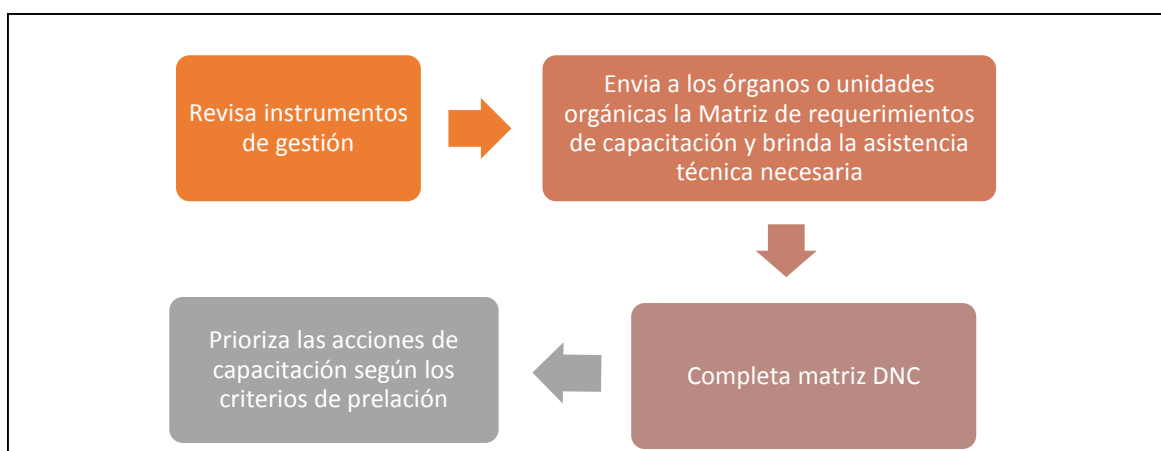 Revisa instrumentos
de gestión
Envia a los órganos o unidades
orgánicas la Matriz de requerimientos
de capacitación y brinda la asistencia
técnica necesaria
Completa matriz DNC
Prioriza las acciones de
capacitación según los
criterios de prelación